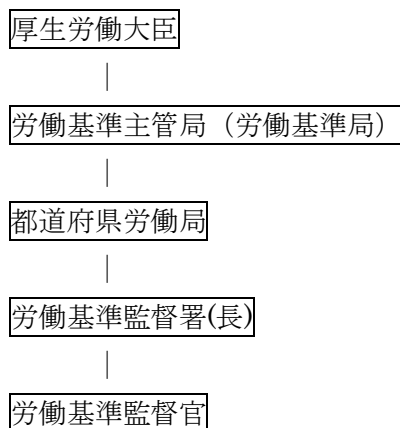 厚生労働大臣
｜
労働基準主管局（労働基準局）
｜
都道府県労働局
｜
労働基準監督署(長)
｜
労働基準監督官